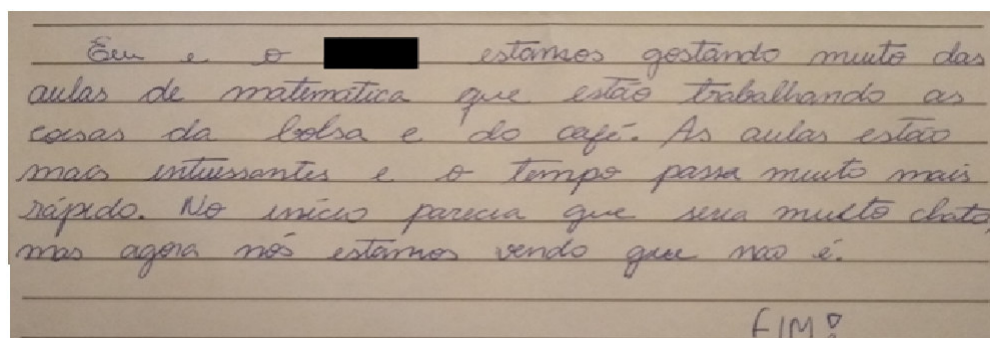 Eu e o estamos gostando muito das
aulas de matemática que estão trabalhando as
coisas da bolsa e do café. As aulas estão
mais interessantes e o tempo passa muito mais
rápido. No início parecia que seria muito chato,
mas agora nós estamos vendo que não é.
FIM!